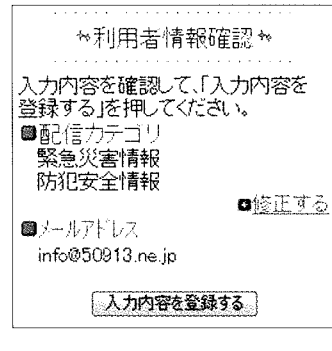 利用者情報確認
入力内容を確認して、「入力内容を
登録する」を押してください。
■配信カテゴリ
緊急災害情報
防犯安全情報
修正する
■メールアドレス
info@50913.ne.jp
入力内容を登録する